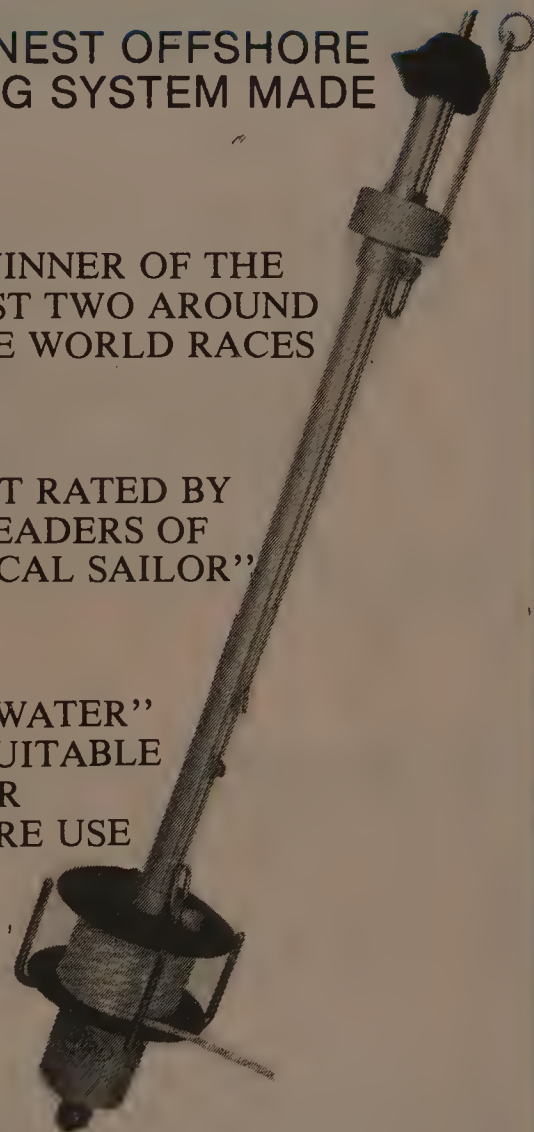 NEST OFFSHORE
G SYSTEM MADE
WINNER OF THE
ST TWO AROUND
E WORLD RACES
T RATED BY
EADERS OF
CAL SAILOR”
WATER”
UITABLE
R
RE USE